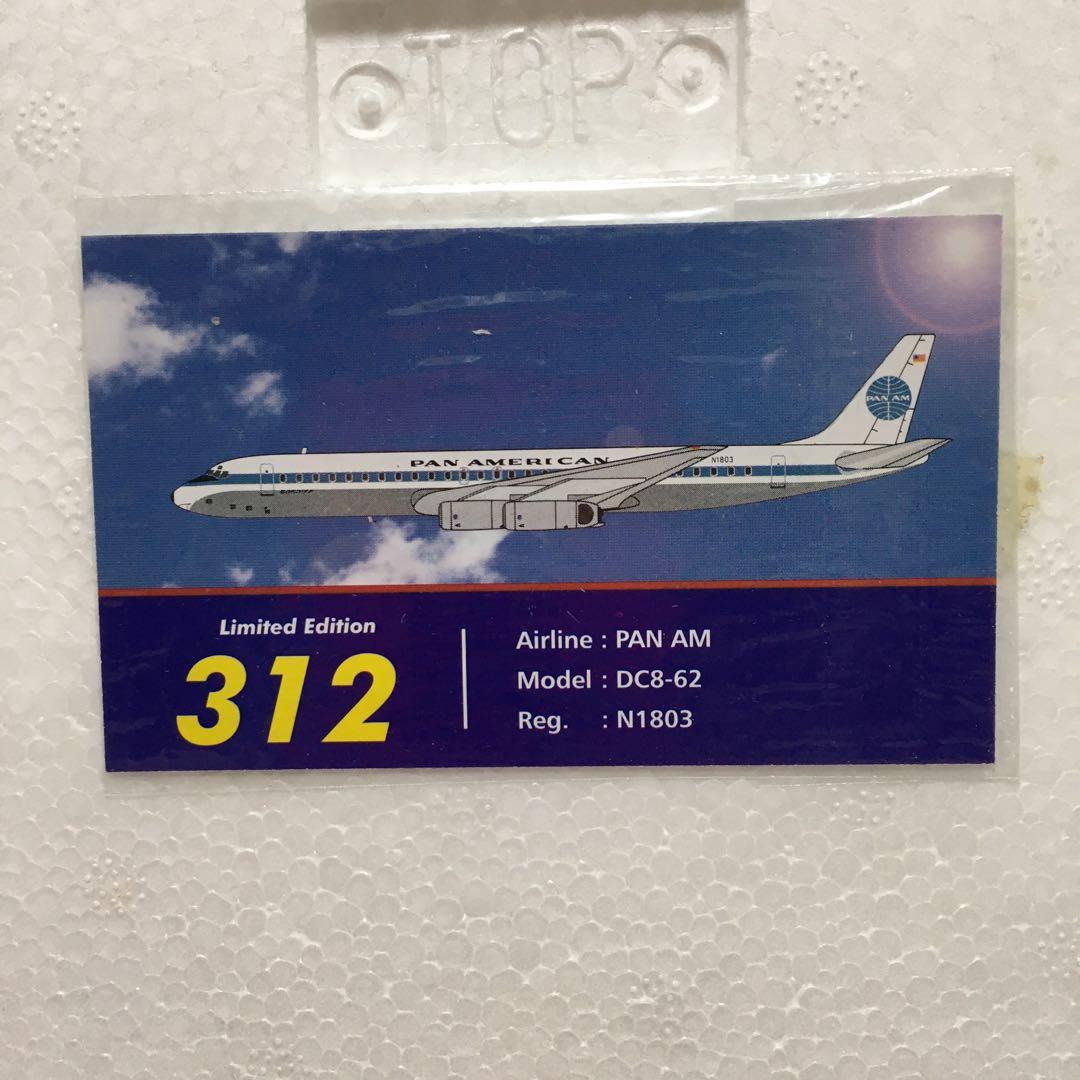 TOP
PAN AM
PAN AMERICAN
N1803
Limited Edition
312
Airline : PAN AM
Model : DC8-62
Reg. : N1803